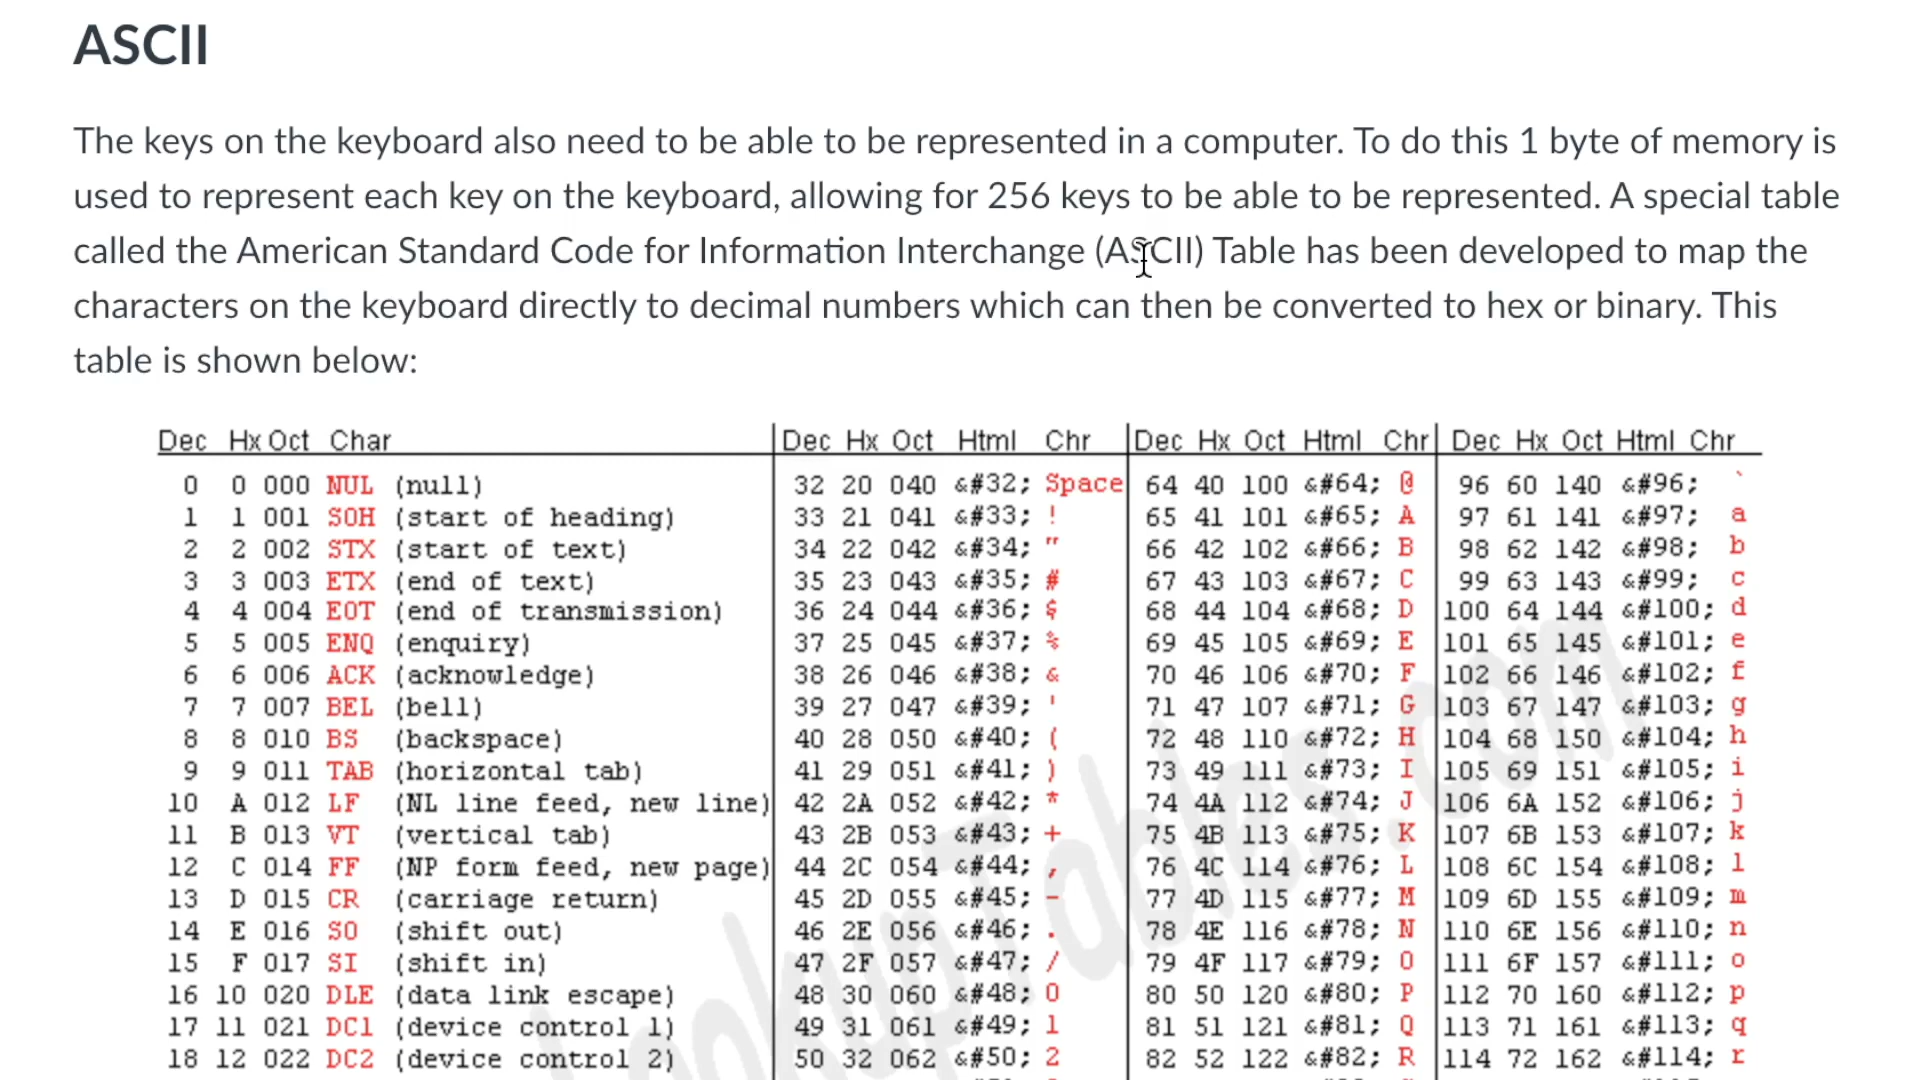 ASCII
The keys on the keyboard also need to be able to be represented in a computer. To do this 1 byte of memory is
used to represent each key on the keyboard, allowing for 256 keys to be able to be represented. A special table
called the American Standard Code for Information Interchange (ASCII) Table has been developed to map the
characters on the keyboard directly to decimal numbers which can then be converted to hex or binary. This
table is shown below:
Dec Hx Oct Char Dec Hx Oct Html Chr Dec Hx Oct Html Chr Dec Hx Oct Html Chr
0 0 000 NUL (null) 32 20 040 &#32; Space 64 40 100 &#64; @ 96 60 140 &#96; `
1 1 001 SOH (start of heading) 33 21 041 &#33; ! 65 41 101 &#65; A 97 61 141 &#97; a
2 2 002 STX (start of text) 34 22 042 &#34; " 66 42 102 &#66; B 98 62 142 &#98; b
3 3 003 ETX (end of text) 35 23 043 &#35; # 67 43 103 &#67; C 99 63 143 &#99; c
4 4 004 EOT (end of transmission) 36 24 044 &#36; $ 68 44 104 &#68; D 100 64 144 &#100; d
5 5 005 ENQ (enquiry) 37 25 045 &#37; % 69 45 105 &#69; E 101 65 145 &#101; e
6 6 006 ACK (acknowledge) 38 26 046 &#38; & 70 46 106 &#70; F 102 66 146 &#102; f
7 7 007 BEL (bell) 39 27 047 &#39; ' 71 47 107 &#71; G 103 67 147 &#103; g
8 8 010 BS (backspace) 40 28 050 &#40; ( 72 48 110 &#72; H 104 68 150 &#104; h
9 9 011 TAB (horizontal tab) 41 29 051 &#41; ) 73 49 111 &#73; I 105 69 151 &#105; i
10 A 012 LF (NL line feed, new line) 42 2A 052 &#42; * 74 4A 112 &#74; J 106 6A 152 &#106; j
11 B 013 VT (vertical tab) 43 2B 053 &#43; + 75 4B 113 &#75; K 107 6B 153 &#107; k
12 C 014 FF (NP form feed, new page) 44 2C 054 &#44; , 76 4C 114 &#76; L 108 6C 154 &#108; l
13 D 015 CR (carriage return) 45 2D 055 &#45; - 77 4D 115 &#77; M 109 6D 155 &#109; m
14 E 016 SO (shift out) 46 2E 056 &#46; . 78 4E 116 &#78; N 110 6E 156 &#110; n
15 F 017 SI (shift in) 47 2F 057 &#47; / 79 4F 117 &#79; O 111 6F 157 &#111; o
16 10 020 DLE (data link escape) 48 30 060 &#48; 0 80 50 120 &#80; P 112 70 160 &#112; p
17 11 021 DC1 (device control 1) 49 31 061 &#49; 1 81 51 121 &#81; Q 113 71 161 &#113; q
18 12 022 DC2 (device control 2) 50 32 062 &#50; 2 82 52 122 &#82; R 114 72 162 &#114; r
LookupTables.com